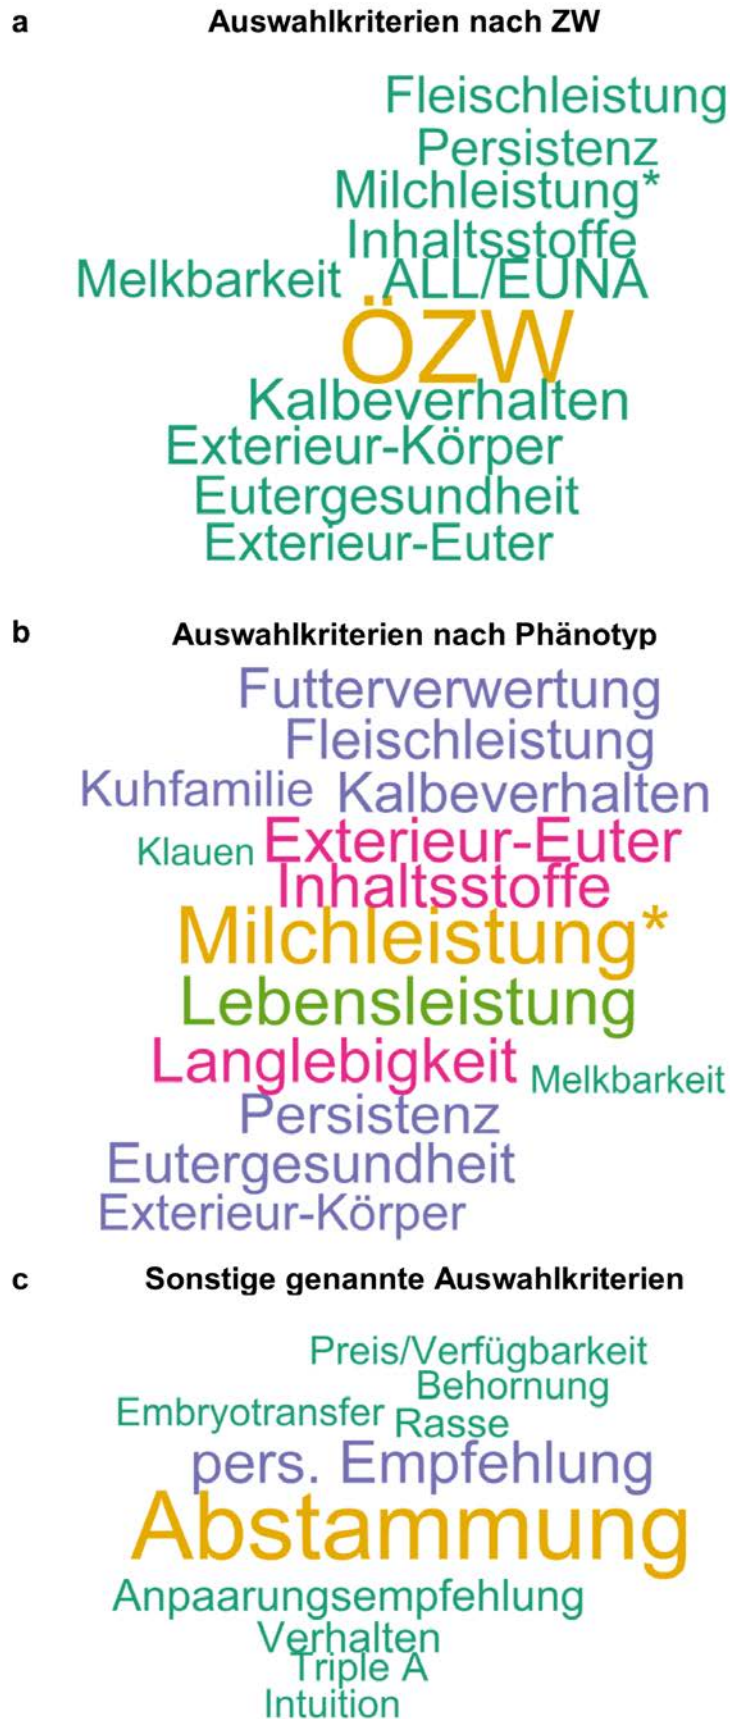 a Auswahlkriterien nach ZW
Fleischleistung
Persistenz
Milchleistung*
Inhaltsstoffe
Melkbarkeit ALL/EUNA
ÖZW
Kalbeverhalten
Exterieur-Körper
Eutergesundheit
Exterieur-Euter
b Auswahlkriterien nach Phänotyp
Futterverwertung
Fleischleistung
Kuhfamilie Kalbeverhalten
Klauen Exterieur-Euter
Inhaltsstoffe
Milchleistung*
Lebensleistung
Langlebigkeit Melkbarkeit
Persistenz
Eutergesundheit
Exterieur-Körper
c Sonstige genannte Auswahlkriterien
Preis/Verfügbarkeit
Behornung
Embryotransfer Rasse
pers. Empfehlung
Abstammung
Anpaarungsempfehlung
Verhalten
Triple A
Intuition